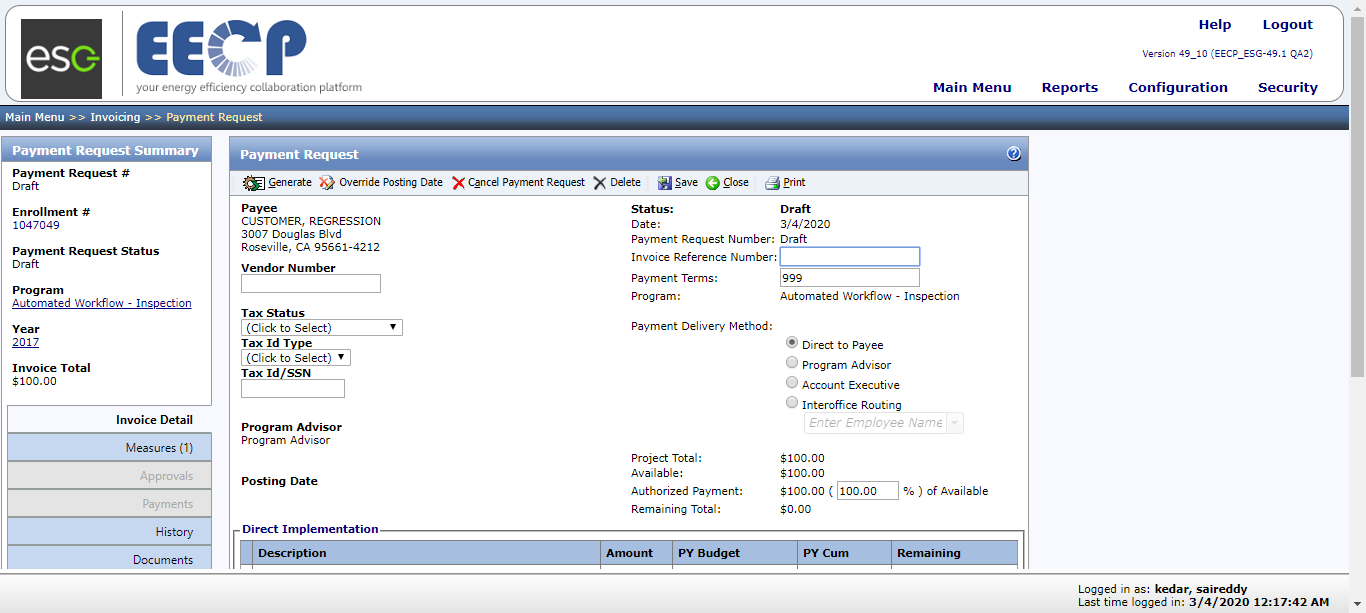 esc
EECP
your energy efficiency collaboration platform
Help Logout
Version 49_10 (EECP_ESG-49.1 QA2)
Main Menu Reports Configuration Security
Main Menu >> Invoicing >> Payment Request
Payment Request Summary
Payment Request #
Draft
Enrollment #
1047049
Payment Request Status
Draft
Program
Automated Workflow - Inspection
Year
2017
Invoice Total
$100.00
Invoice Detail
Measures (1)
Approvals
Payments
History
Documents
Payment Request
?
Generate Override Posting Date Cancel Payment Request Delete Save Close Print
Payee
CUSTOMER, REGRESSION
3007 Douglas Blvd
Roseville, CA 95661-4212
Vendor Number
Tax Status
(Click to Select)
Tax Id Type
(Click to Select)
Tax Id/SSN
Program Advisor
Program Advisor
Posting Date
Status: Draft
Date: 3/4/2020
Payment Request Number: Draft
Invoice Reference Number:
Payment Terms: 999
Program: Automated Workflow - Inspection
Payment Delivery Method:
Direct to Payee
Program Advisor
Account Executive
Interoffice Routing
Enter Employee Name
Project Total: $100.00
Available: $100.00
Authorized Payment: $100.00 ( 100.00 % ) of Available
Remaining Total: $0.00
Direct Implementation
Description Amount PY Budget PY Cum Remaining
Logged in as: kedar, saireddy
Last time logged in: 3/4/2020 12:17:42 AM